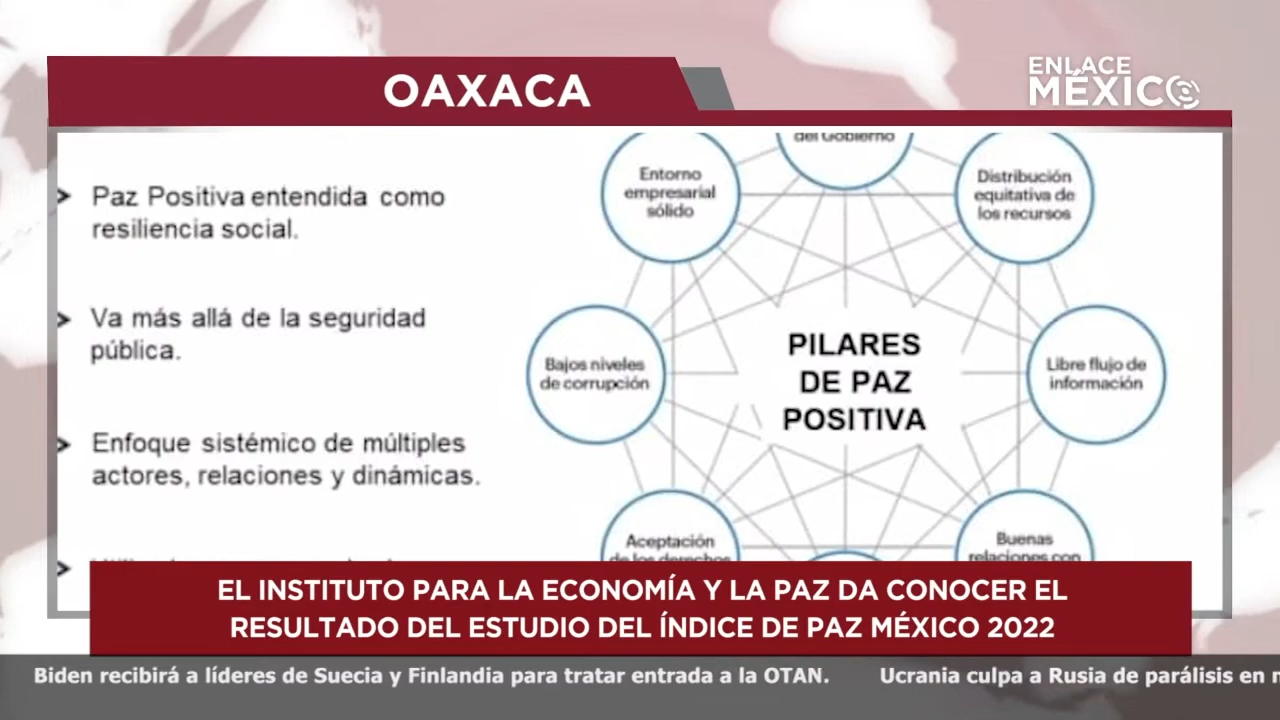 OAXACA
ENLACE
MÉXICO
Paz Positiva entendida como
resiliencia social.
Va más allá de la seguridad
pública.
Enfoque sistémico de múltiples
actores, relaciones y dinámicas.
del Gobierno
Entorno
empresarial
sólido
Distribución
equitativa de
los recursos
Bajos niveles
de corrupción
PILARES
DE PAZ
POSITIVA
Libre flujo de
información
Aceptación
de los derechos
Buenas
relaciones con
EL INSTITUTO PARA LA ECONOMÍA Y LA PAZ DA CONOCER EL
RESULTADO DEL ESTUDIO DEL ÍNDICE DE PAZ MÉXICO 2022
Biden recibirá a líderes de Suecia y Finlandia para tratar entrada a la OTAN. Ucrania culpa a Rusia de parálisis en